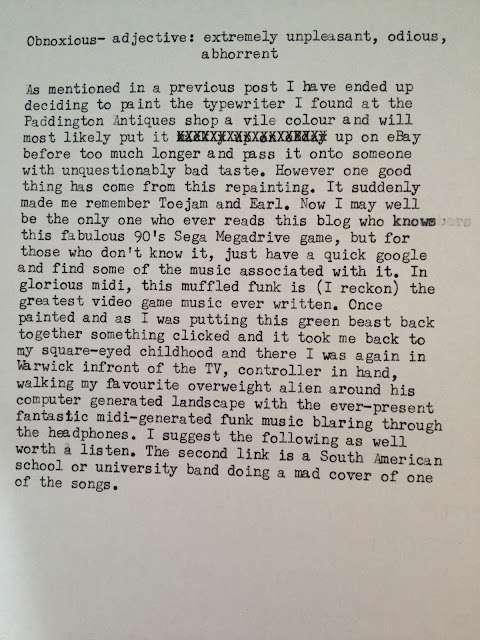 Obnoxious- adjective: extremely unpleasant, odious,
abhorrent
As mentioned in a previous post I have ended up
deciding to paint the typewriter I found at the
Paddington Antiques shop a vile colour and will
most likely put it up on eBay
before too much longer and pass it onto someone
with unquestionably bad taste. However one good
thing has come from this repainting. It suddenly
made me remember Toejam and Earl. Now I may well
be the only one who ever reads this blog who knows
this fabulous 90's Sega Megadrive game, but for
those who don't know it, just have a quick google
and find some of the music associated with it. In
glorious midi, this muffled funk is (I reckon) the
greatest video game music ever written. Once
painted and as I was putting this green beast back
together something clicked and it took me back to
my square-eyed childhood and there I was again in
Warwick infront of the TV, controller in hand,
walking my favourite overweight alien around his
computer generated landscape with the ever-present
fantastic midi-generated funk music blaring through
the headphones. I suggest the following as well
worth a listen. The second link is a South American
school or university band doing a mad cover of one
of the songs.